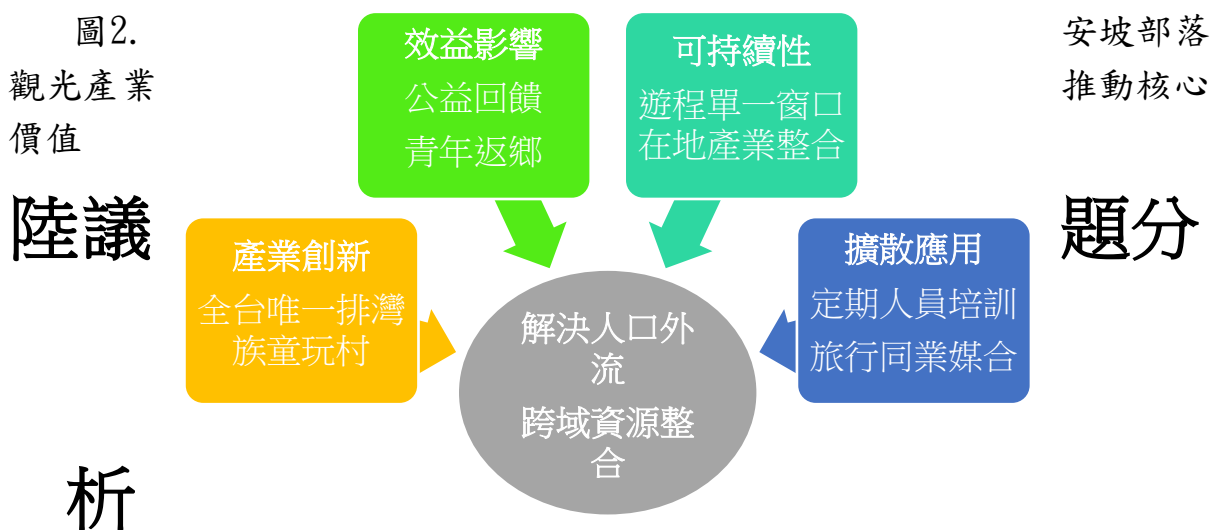 圖2.
安坡部落
觀光產業
推動核心
價值
陸議
題分
析
效益影響
公益回饋
青年返鄉
可持續性
遊程單一窗口
在地產業整合
產業創新
全台唯一排灣
族童玩村
擴散應用
定期人員培訓
旅行同業媒合
解決人口外
流
跨域資源整
合